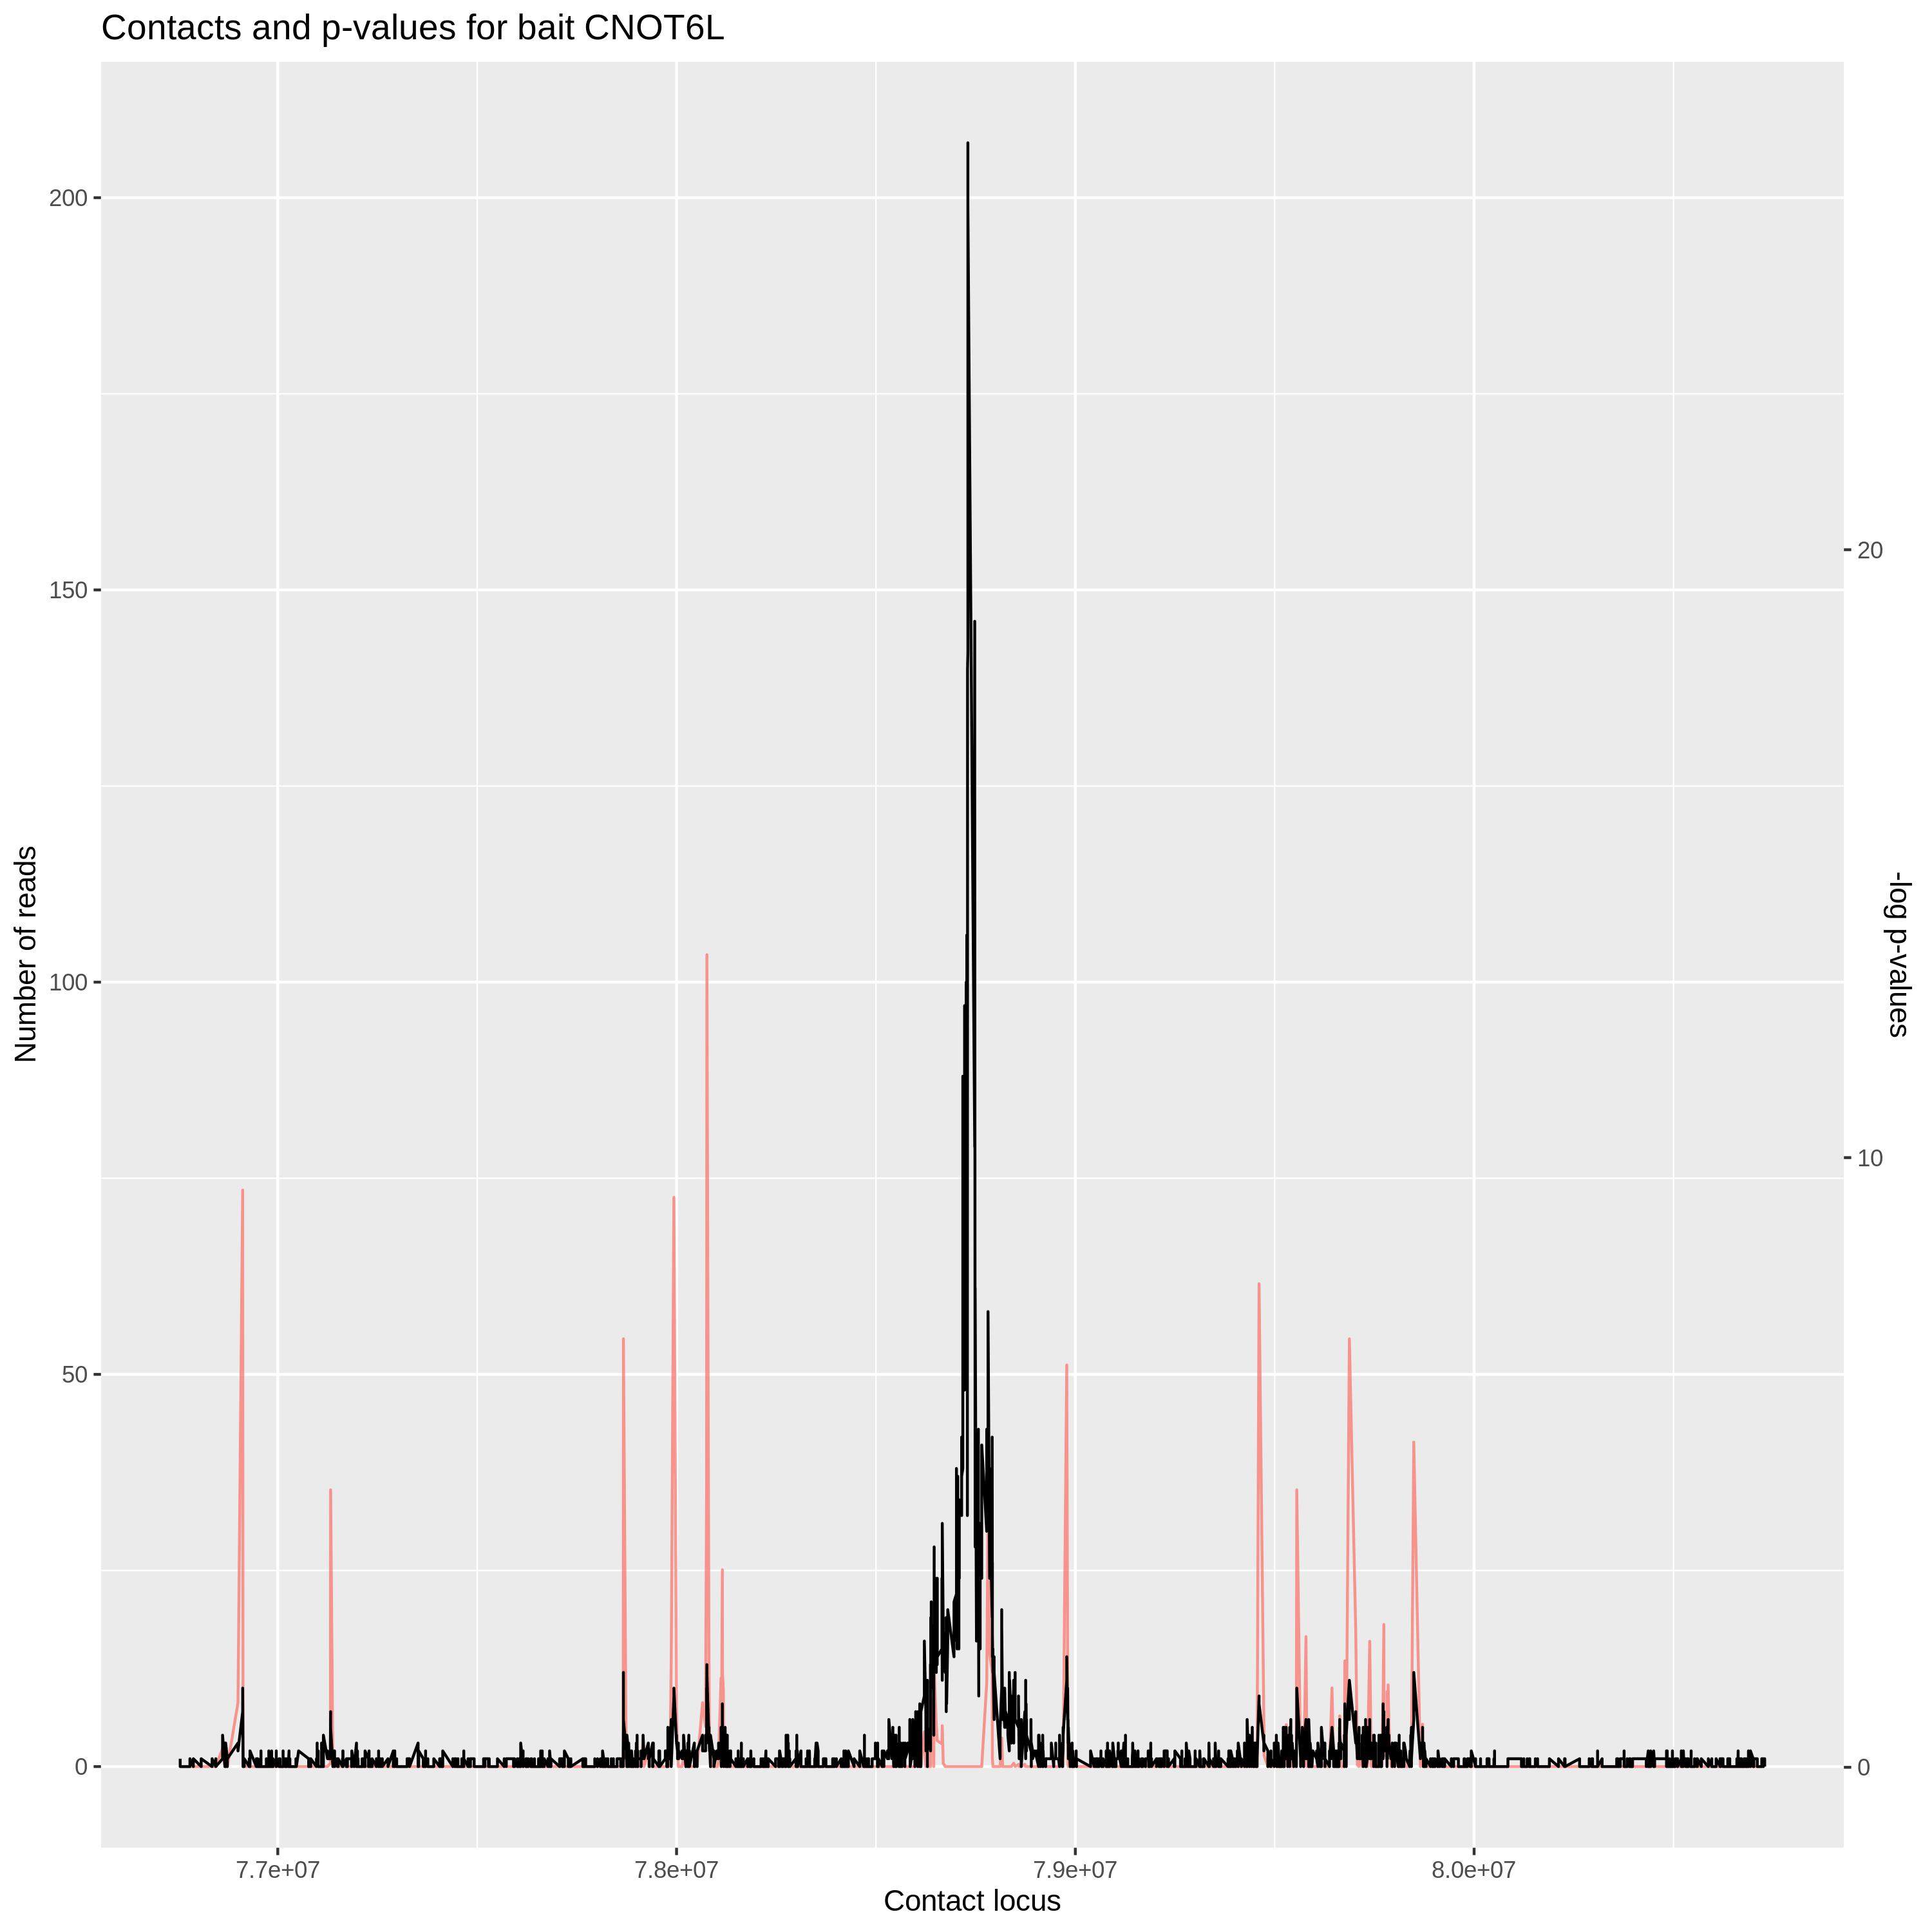 Contacts and p-values for bait CNOT6L
Number of reads
200
150
100
50
0
20
10
0
-log p-values
7.7e+07 7.8e+07 7.9e+07 8.0e+07
Contact locus